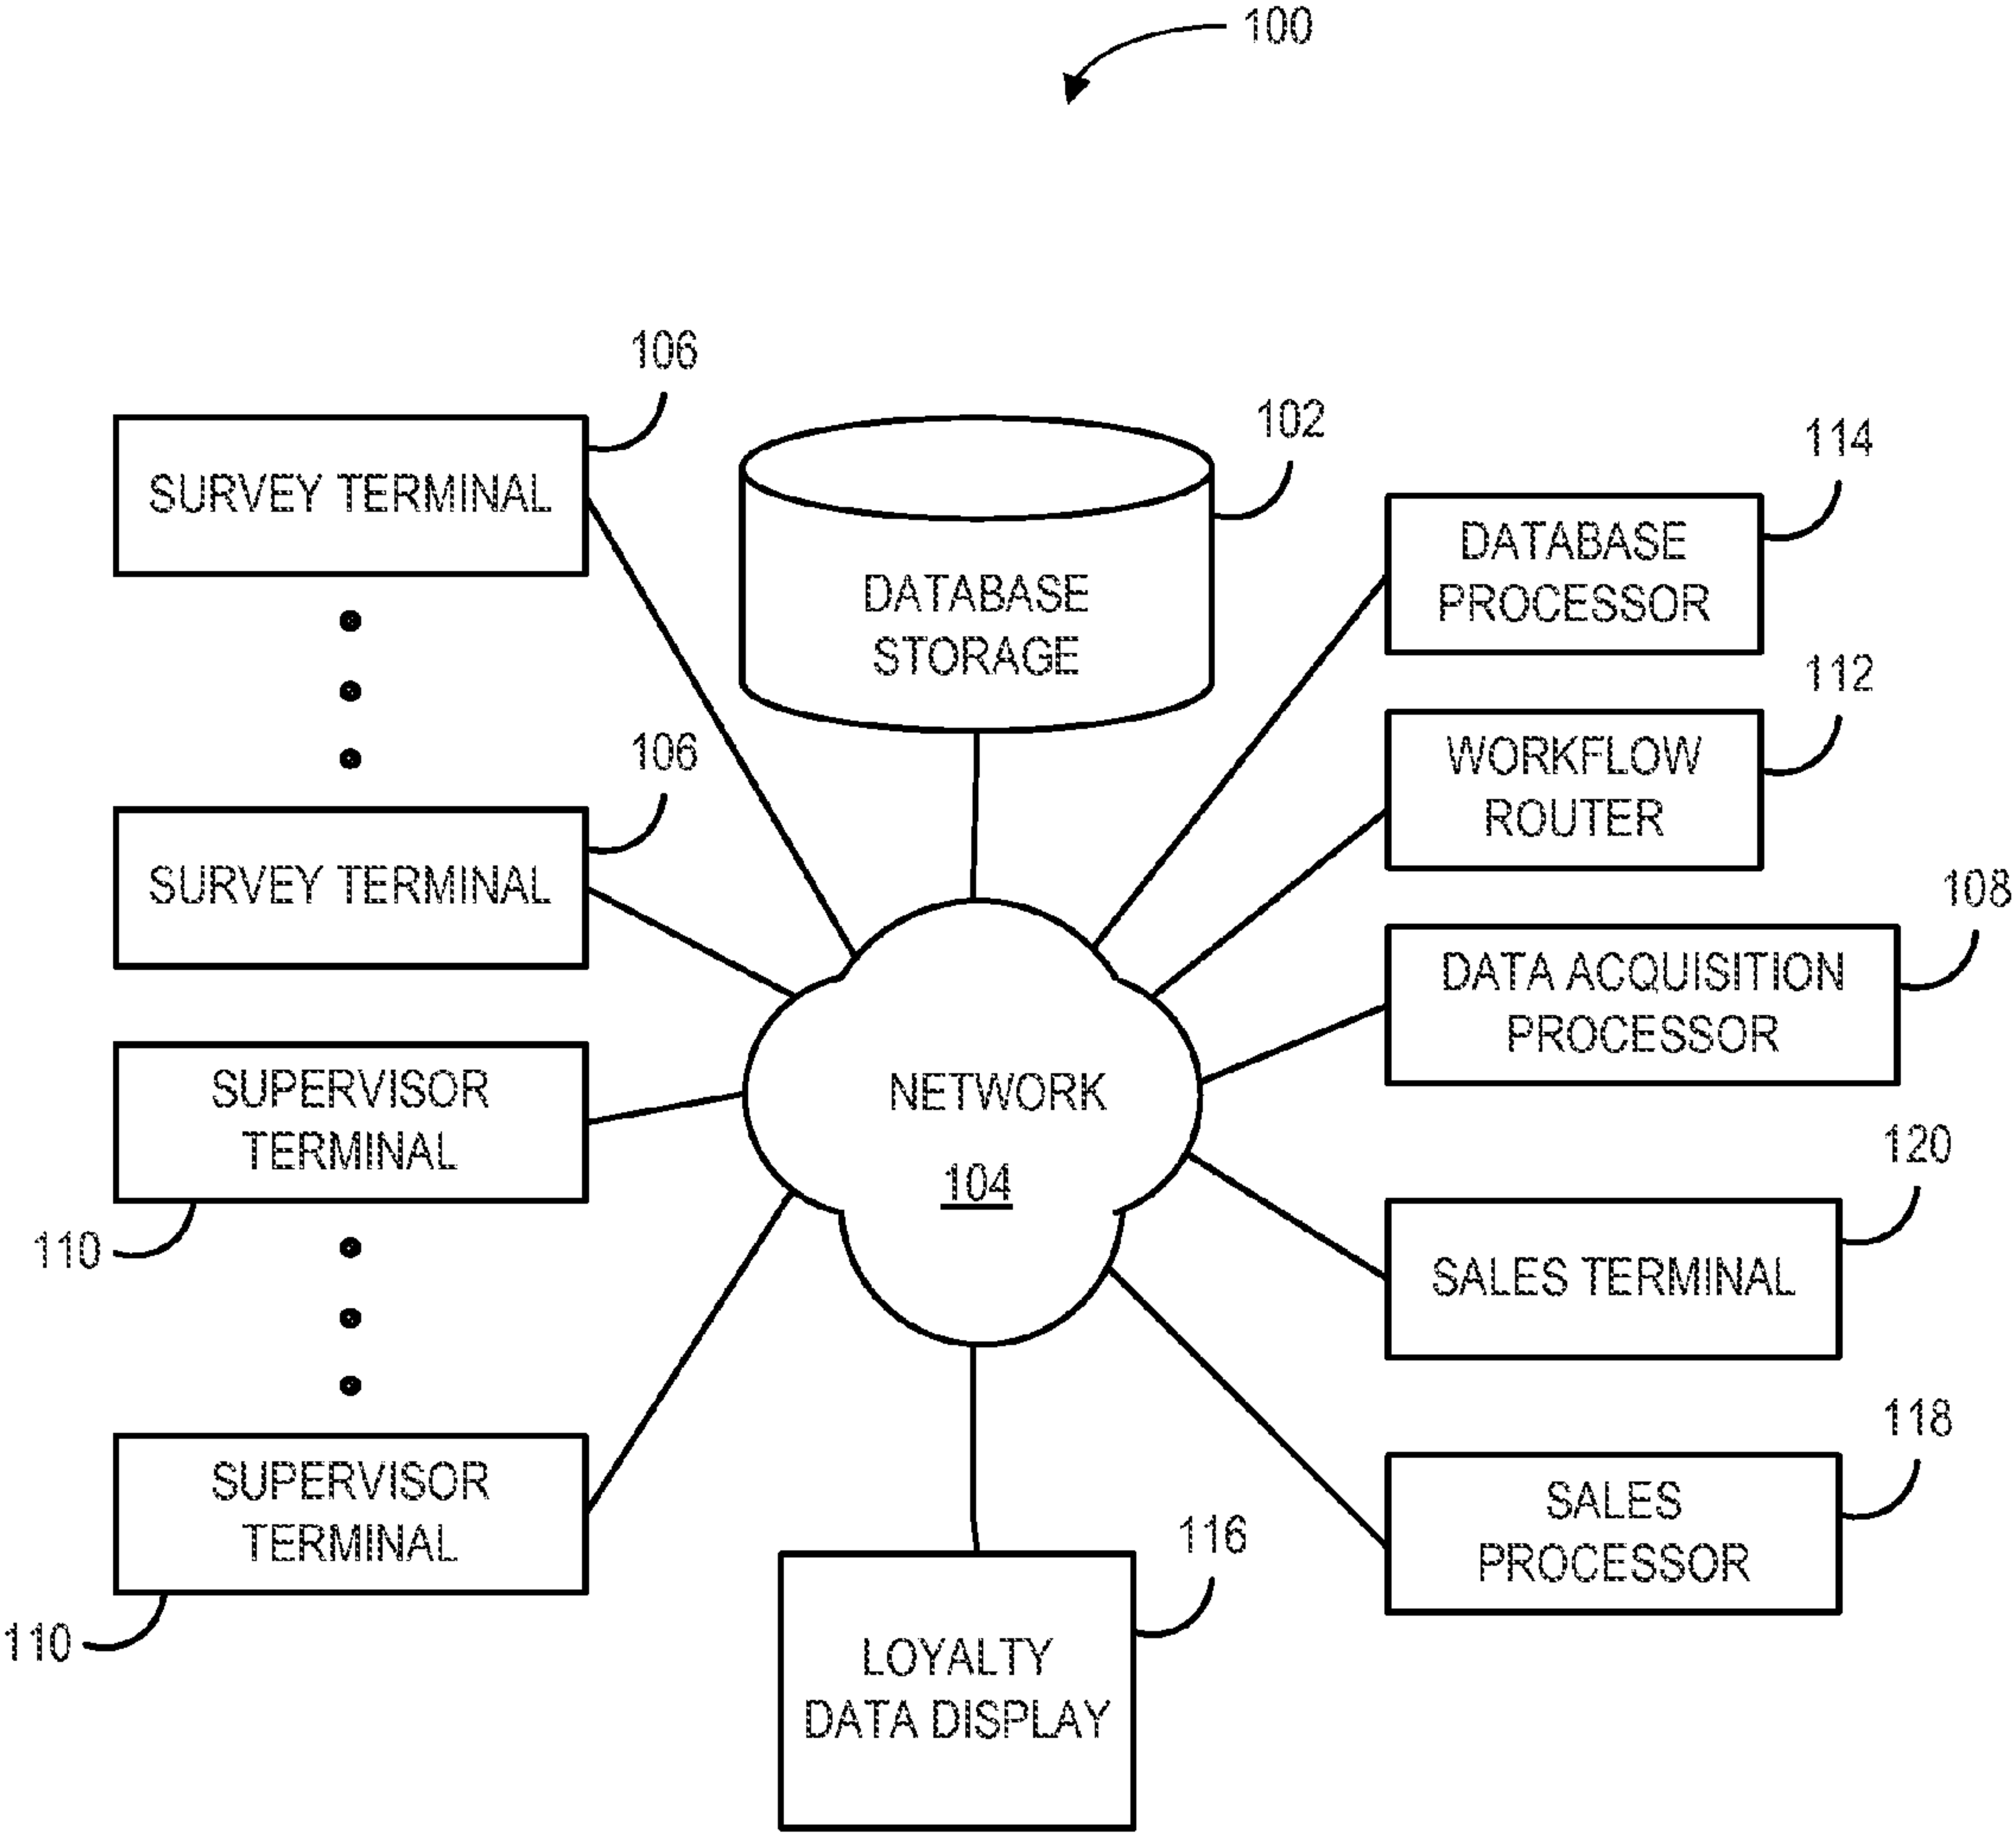 100
106
SURVEY TERMINAL
102
DATABASE
STORAGE
114
DATABASE
PROCESSOR
106
SURVEY TERMINAL
112
WORKFLOW
ROUTER
108
DATA ACQUISITION
PROCESSOR
SUPERVISOR
TERMINAL
110
NETWORK
104
120
SALES TERMINAL
SUPERVISOR
TERMINAL
110
116
LOYALTY
DATA DISPLAY
118
SALES
PROCESSOR